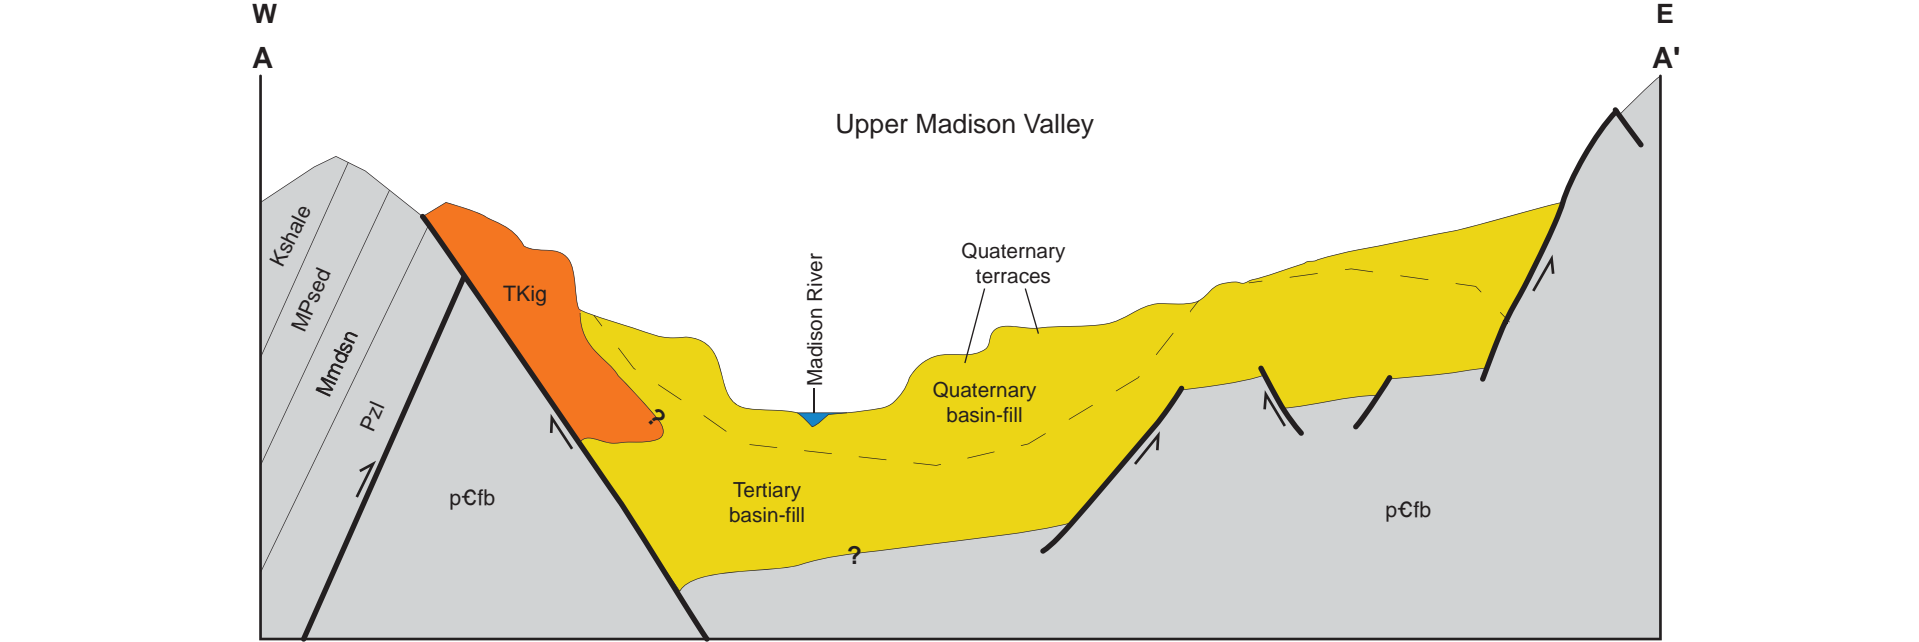 W
E
A
A'
Upper Madison Valley
Kshale
MPsed
Mmdsn
Pzl
TKig
p€fb
?
Madison River
Quaternary
terraces
Quaternary
basin-fill
Tertiary
basin-fill
?
p€fb